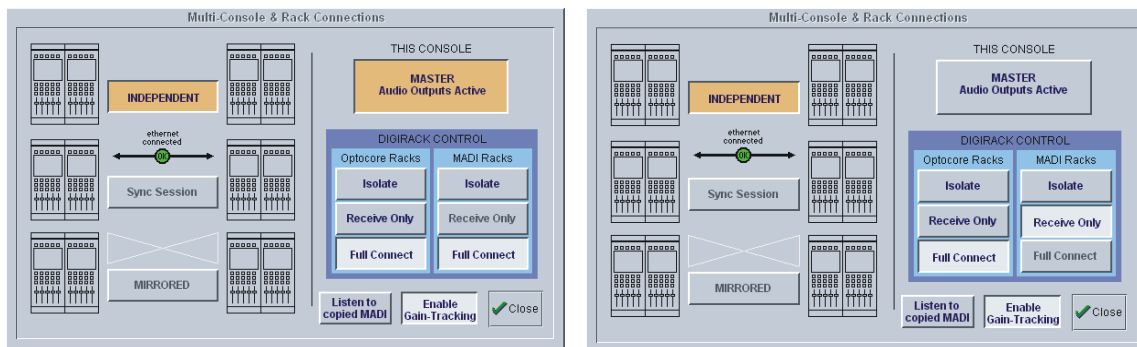 Multi-Console & Rack Connections
THIS CONSOLE
MASTER
Audio Outputs Active
INDEPENDENT
ethernet
connected
OK
DIGIRACK CONTROL
Optocore Racks
MADI Racks
Isolate
Isolate
Sync Session
Receive Only
Receive Only
Full Connect
Full Connect
MIRRORED
Listen to
copied MADI
Enable
Gain-Tracking
Close
Multi-Console & Rack Connections
THIS CONSOLE
MASTER
Audio Outputs Active
INDEPENDENT
ethernet
connected
OK
DIGIRACK CONTROL
Optocore Racks
MADI Racks
Isolate
Isolate
Sync Session
Receive Only
Receive Only
Full Connect
Full Connect
MIRRORED
Listen to
copied MADI
Enable
Gain-Tracking
Close